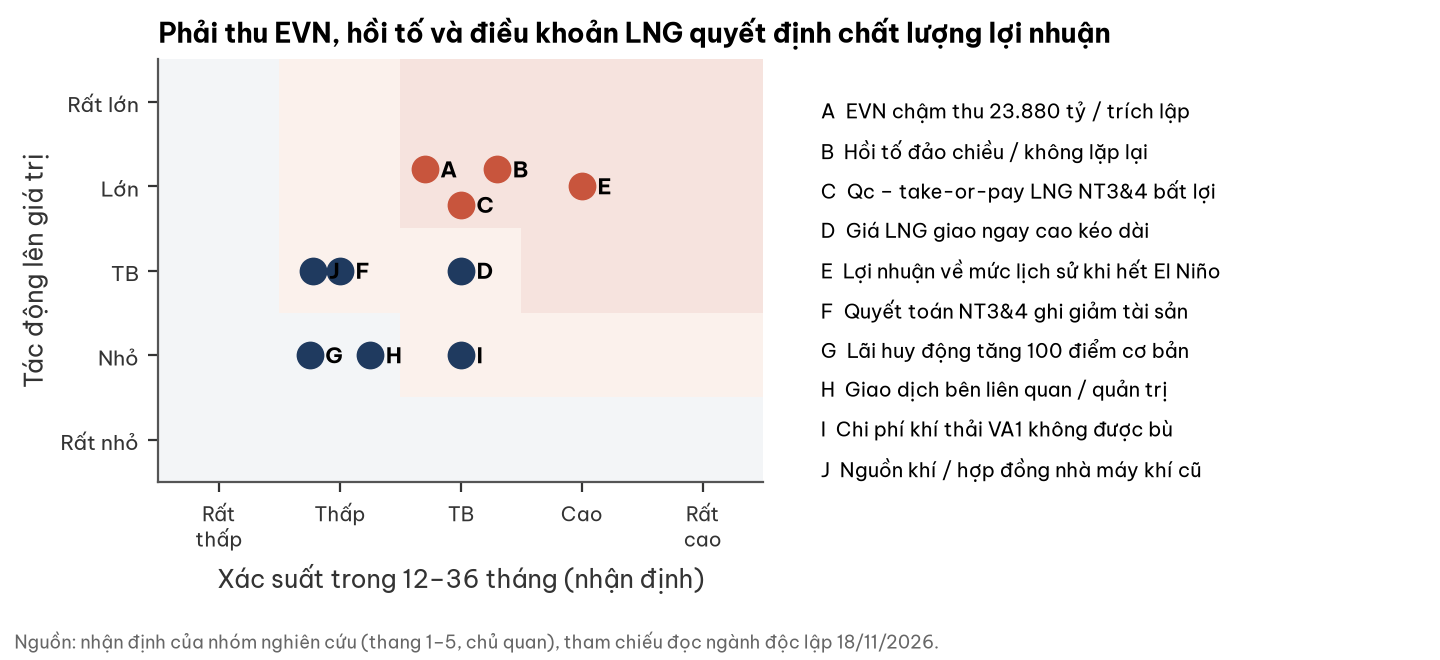 Phải thu EVN, hồi tố và điều khoản LNG quyết định chất lượng lợi nhuận
Tác động lên giá trị
Rất lớn
Lớn
TB
Nhỏ
Rất nhỏ
A
B
C
E
J
F
D
G
H
I
Rất
thấp
Thấp
TB
Cao
Rất
cao
Xác suất trong 12–36 tháng (nhận định)
A EVN chậm thu 23.880 tỷ / trích lập
B Hồi tố đảo chiều / không lặp lại
C Qc – take-or-pay LNG NT3&4 bất lợi
D Giá LNG giao ngay cao kéo dài
E Lợi nhuận về mức lịch sử khi hết El Niño
F Quyết toán NT3&4 ghi giảm tài sản
G Lãi huy động tăng 100 điểm cơ bản
H Giao dịch bên liên quan / quản trị
I Chi phí khí thải VA1 không được bù
J Nguồn khí / hợp đồng nhà máy khí cũ
Nguồn: nhận định của nhóm nghiên cứu (thang 1–5, chủ quan), tham chiếu đọc ngành độc lập 18/11/2026.